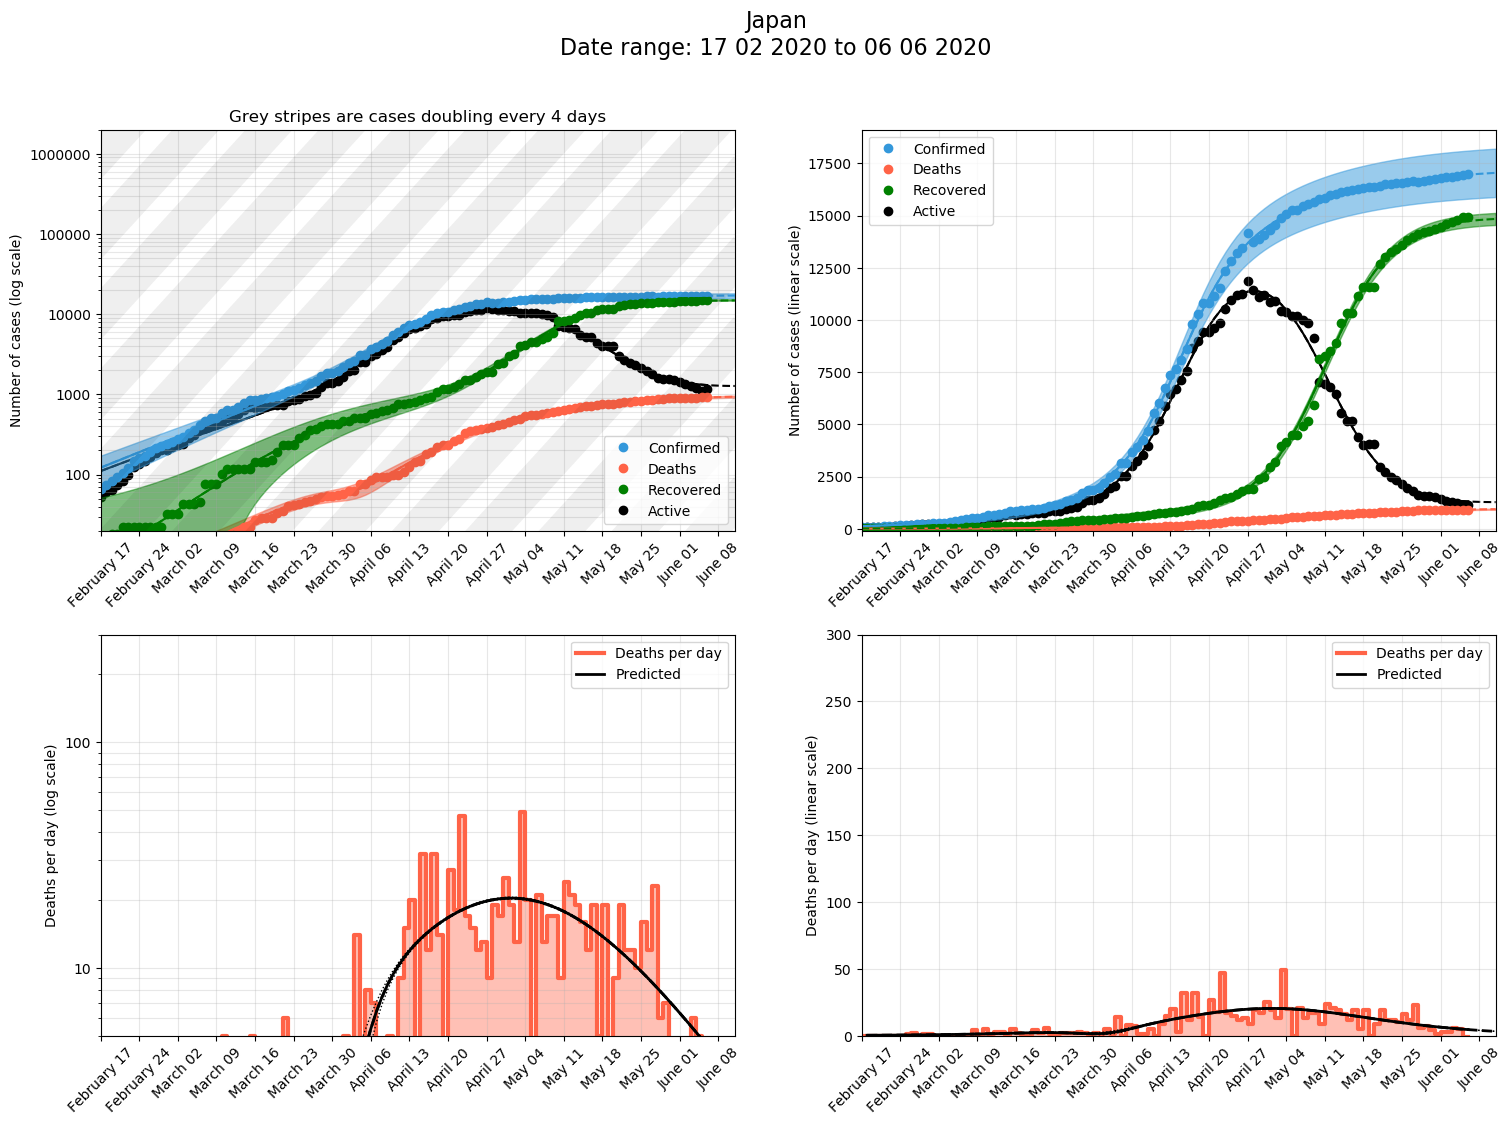 Japan
Date range: 17 02 2020 to 06 06 2020
Grey stripes are cases doubling every 4 days
Number of cases (log scale)
1000000
100000
10000
1000
100
Confirmed
Deaths
Recovered
Active
February 17
February 24
March 02
March 09
March 16
March 23
March 30
April 06
April 13
April 20
April 27
May 04
May 11
May 18
May 25
June 01
June 08
Number of cases (linear scale)
17500
15000
12500
10000
7500
5000
2500
0
Confirmed
Deaths
Recovered
Active
February 17
February 24
March 02
March 09
March 16
March 23
March 30
April 06
April 13
April 20
April 27
May 04
May 11
May 18
May 25
June 01
June 08
Deaths per day (log scale)
100
10
Deaths per day
Predicted
February 17
February 24
March 02
March 09
March 16
March 23
March 30
April 06
April 13
April 20
April 27
May 04
May 11
May 18
May 25
June 01
June 08
Deaths per day (linear scale)
300
250
200
150
100
50
0
Deaths per day
Predicted
February 17
February 24
March 02
March 09
March 16
March 23
March 30
April 06
April 13
April 20
April 27
May 04
May 11
May 18
May 25
June 01
June 08